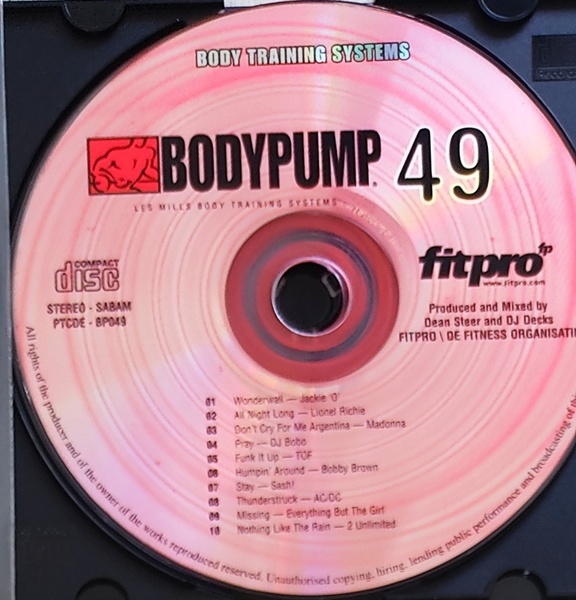 BODY TRAINING SYSTEMS
BODYPUMP 49
LES MILLS BODY TRAINING SYSTEMS
COMPACT
disc
STEREO - SABAM
PTCDE - BP049
fitpro fp
www.fitpro.com
Produced and Mixed by
Dean Steer and DJ Decks
FITPRO \ DE FITNESS ORGANISATI
01 Wonderwall — Jackie 'O'
02 All Night Long — Lionel Richie
03 Don't Cry For Me Argentina — Madonna
04 Pray — DJ Bobo
05 Funk It Up — TOF
06 Humpin' Around — Bobby Brown
07 Stay — Sash!
08 Thunderstruck — AC/DC
09 Missing — Everything But The Girl
10 Nothing Like The Rain — 2 Unlimited
All rights of the producer and of the owner of the works reproduced reserved. Unauthorised copying, hiring, lending public performance and broadcasting of